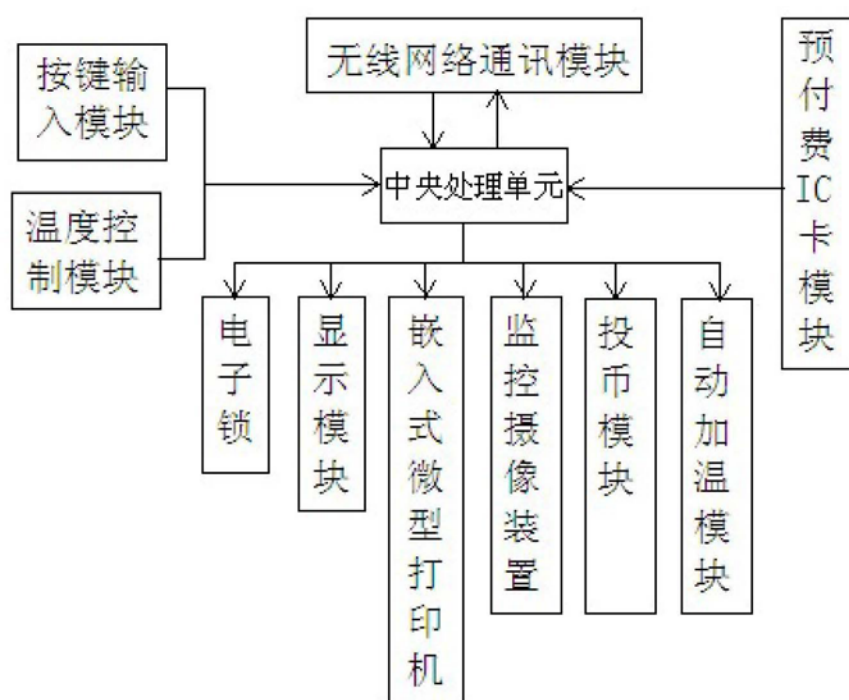 无线网络通讯模块
按键输
入模块
预付费IC卡模块
中央处理单元
温度控
制模块
电子锁
显示模块
嵌入式微型打印机
监控摄像装置
投币模块
自动加温模块